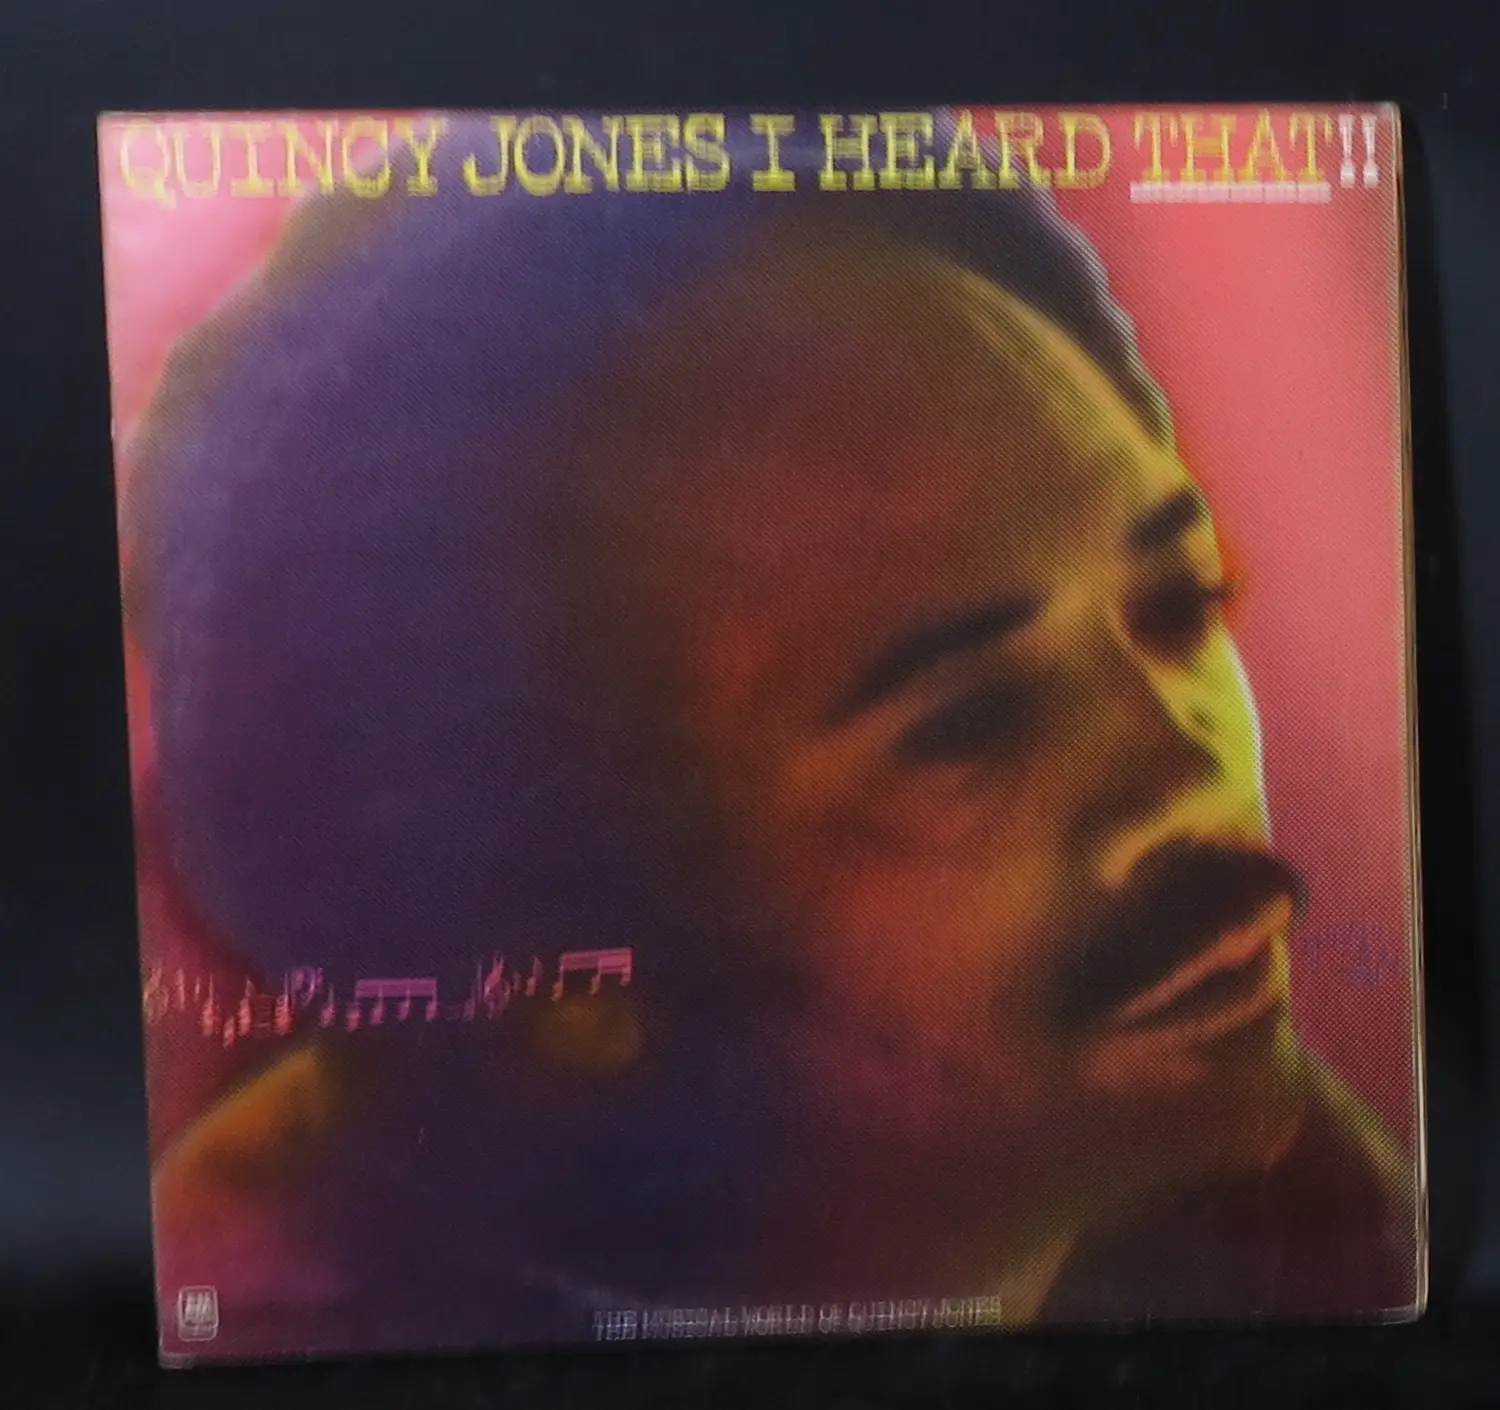 QUINCY JONES I HEARD THAT!!
THE MUSICAL WORLD OF QUINCY JONES